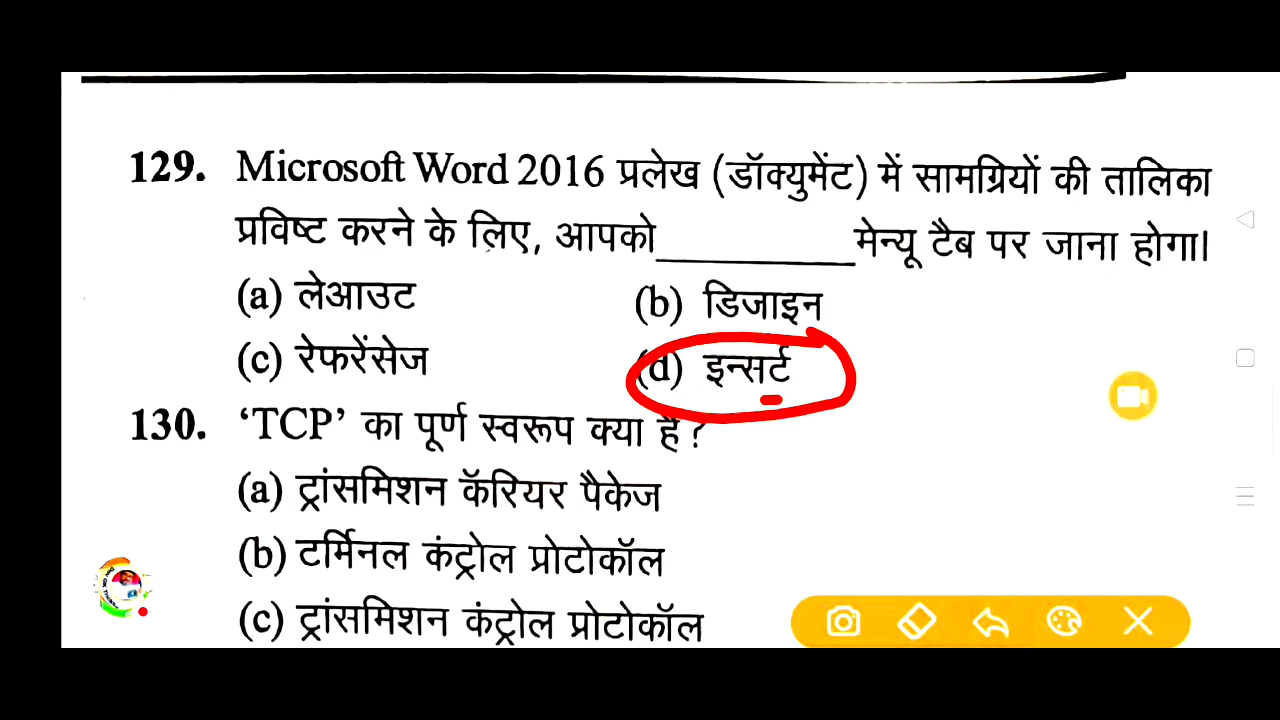 129. Microsoft Word 2016 प्रलेख (डॉक्युमेंट) में सामग्रियों की तालिका
प्रविष्ट करने के लिए, आपको__________मेन्यू टैब पर जाना होगा।
(a) लेआउट (b) डिजाइन
(c) रेफरेंसेज (d) इन्सर्ट
130. ‘TCP’ का पूर्ण स्वरूप क्या है ?
(a) ट्रांसमिशन कॅरियर पैकेज
(b) टर्मिनल कंट्रोल प्रोटोकॉल
(c) ट्रांसमिशन कंट्रोल प्रोटोकॉल